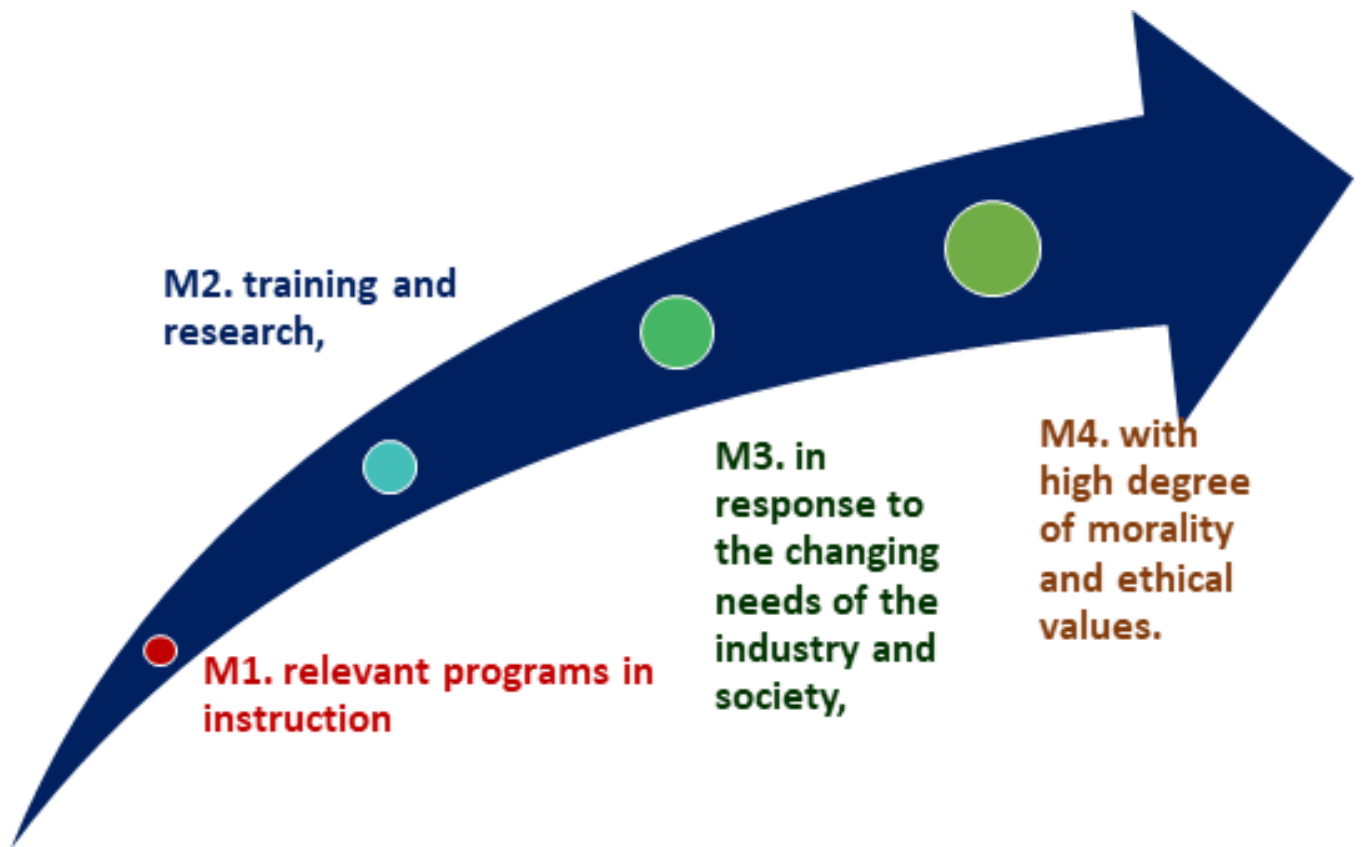 M1. relevant programs in
instruction
M2. training and
research,
M3. in
response to
the changing
needs of the
industry and
society,
M4. with
high degree
of morality
and ethical
values.